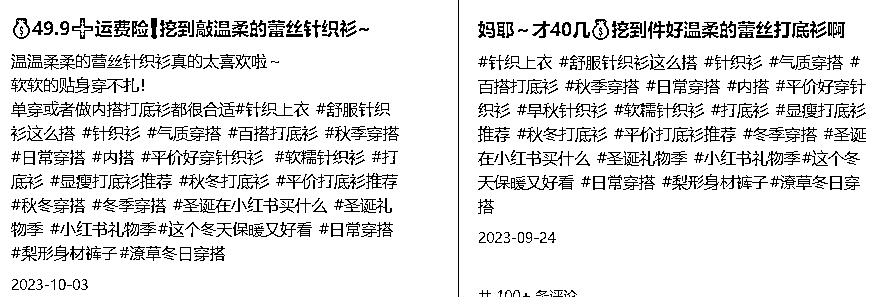 💰49.9➕运费险❗挖到敲温柔的蕾丝针织衫~
温温柔柔的蕾丝针织衫真的太喜欢啦~
软软的贴身穿不扎!
单穿或者做内搭打底衫都很合适#针织上衣 #舒服针织
衫这么搭 #针织衫 #气质穿搭 #百搭打底衫 #秋季穿搭
#日常穿搭 #内搭 #平价好穿针织衫 #软糯针织衫 #打
底衫 #显瘦打底衫推荐 #秋冬打底衫 #平价打底衫推荐
#秋冬穿搭 #冬季穿搭 #圣诞在小红书买什么 #圣诞礼
物季 #小红书礼物季#这个冬天保暖又好看 #日常穿搭
#梨形身材裤子#潦草冬日穿搭
2023-10-03
妈耶~才40几💰挖到件好温柔的蕾丝打底衫啊
#针织上衣 #舒服针织衫这么搭 #针织衫 #气质穿搭 #
百搭打底衫 #秋季穿搭 #日常穿搭 #内搭 #平价好穿针
织衫 #早秋针织衫 #软糯针织衫 #打底衫 #显瘦打底衫
推荐 #秋冬打底衫 #平价打底衫推荐 #冬季穿搭 #圣诞
在小红书买什么 #圣诞礼物季 #小红书礼物季#这个冬
天保暖又好看 #日常穿搭 #梨形身材裤子#潦草冬日穿
搭
2023-09-24
共 100+ 条评论